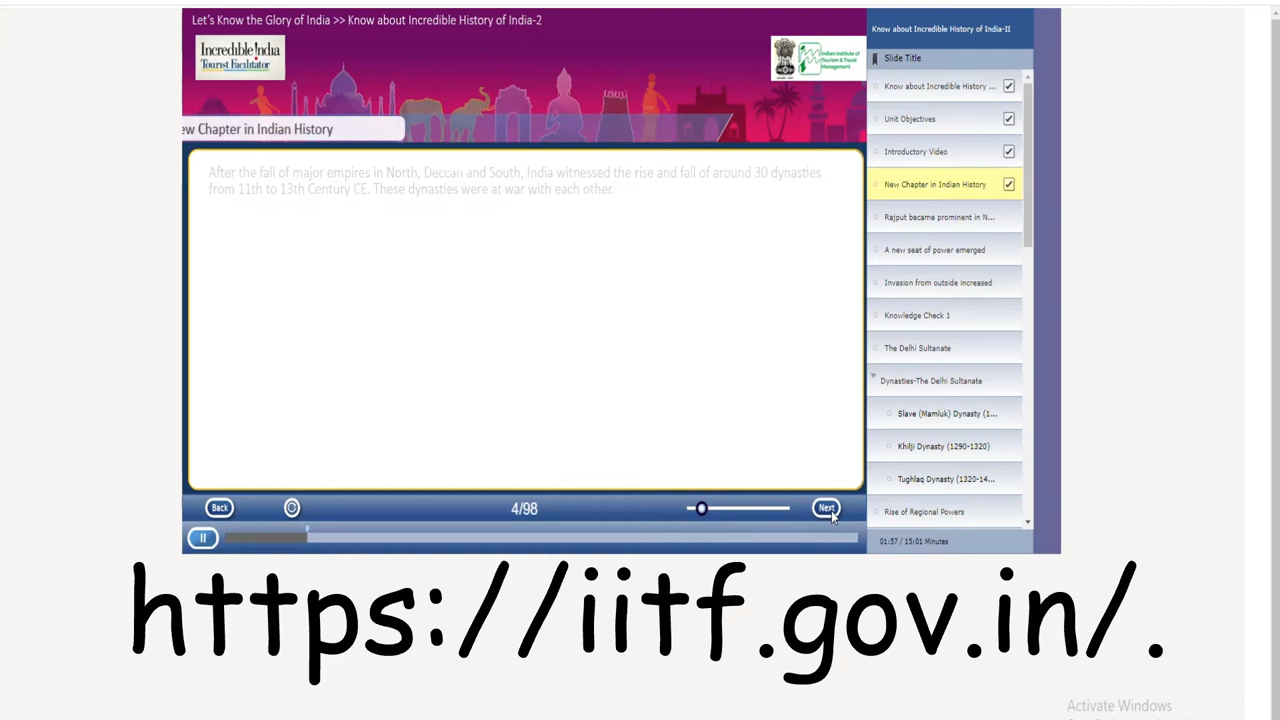 Let's Know the Glory of India >> Know about Incredible History of India-2
Incredible !ndia
Tourist Facilitator
Indian Institute of
Tourism & Travel
Management
ew Chapter in Indian History
After the fall of major empires in North, Deccan and South, India witnessed the rise and fall of around 30 dynasties
from 11th to 13th Century CE. These dynasties were at war with each other.
Back
4/98
Next
Know about Incredible History of India-II
Slide Title
Know about Incredible History ...
Unit Objectives
Introductory Video
New Chapter in Indian History
Rajput became prominent in N...
A new seat of power emerged
Invasion from outside increased
Knowledge Check 1
The Delhi Sultanate
Dynasties-The Delhi Sultanate
Slave (Mamluk) Dynasty (1...
Khilji Dynasty (1290-1320)
Tughlaq Dynasty (1320-14...
Rise of Regional Powers
01:57 / 15:01 Minutes
https://iitf.gov.in/.
Activate Windows